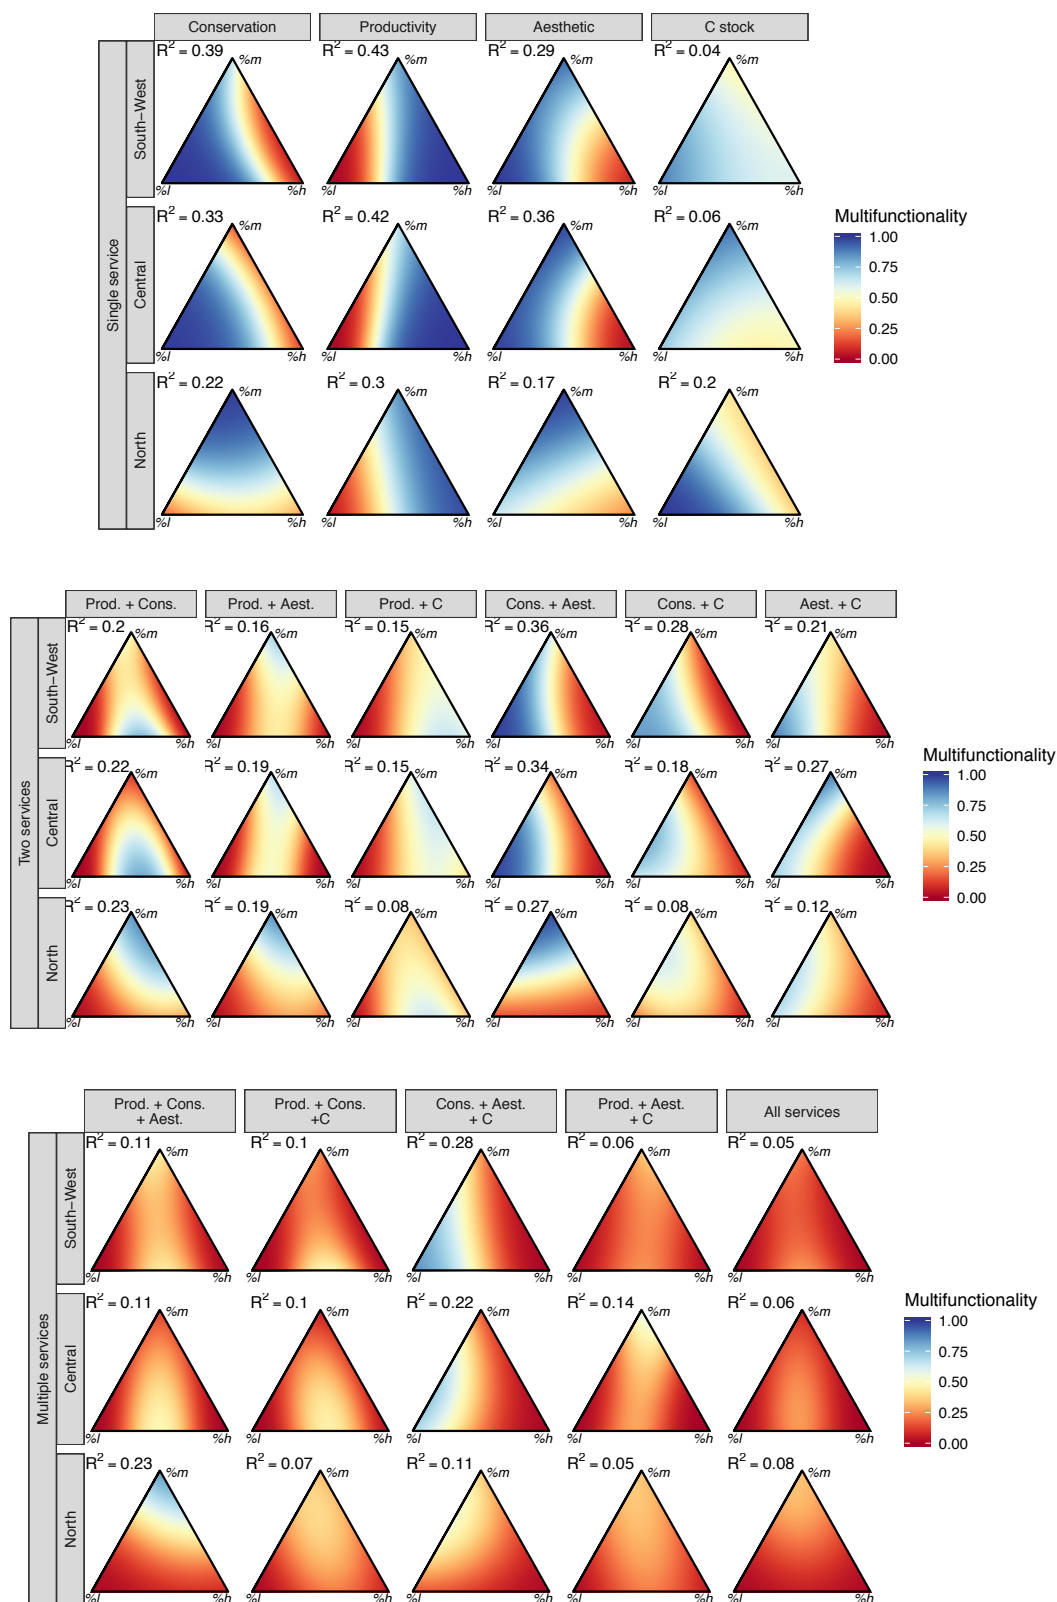 Conservation Productivity Aesthetic C stock
Single service
South−West
R² = 0.39 R² = 0.43 R² = 0.29 R² = 0.04
%m %m %m %m
%l %h %l %h %l %h %l %h
Central
R² = 0.33 R² = 0.42 R² = 0.36 R² = 0.06
%m %m %m %m
%l %h %l %h %l %h %l %h
North
R² = 0.22 R² = 0.3 R² = 0.17 R² = 0.2
%m %m %m %m
%l %h %l %h %l %h %l %h
Multifunctionality
1.00
0.75
0.50
0.25
0.00
Prod. + Cons. Prod. + Aest. Prod. + C Cons. + Aest. Cons. + C Aest. + C
Two services
South−West
R² = 0.2 R² = 0.16 R² = 0.15 R² = 0.36 R² = 0.28 R² = 0.21
%m %m %m %m %m %m
%l %h %l %h %l %h %l %h %l %h %l %h
Central
R² = 0.22 R² = 0.19 R² = 0.15 R² = 0.34 R² = 0.18 R² = 0.27
%m %m %m %m %m %m
%l %h %l %h %l %h %l %h %l %h %l %h
North
R² = 0.23 R² = 0.19 R² = 0.08 R² = 0.27 R² = 0.08 R² = 0.12
%m %m %m %m %m %m
%l %h %l %h %l %h %l %h %l %h %l %h
Multifunctionality
1.00
0.75
0.50
0.25
0.00
Prod. + Cons. Prod. + Cons. Cons. + Aest. Prod. + Aest. All services
+ Aest. +C + C + C
Multiple services
South−West
R² = 0.11 R² = 0.1 R² = 0.28 R² = 0.06 R² = 0.05
%m %m %m %m %m
%l %h %l %h %l %h %l %h %l %h
Central
R² = 0.11 R² = 0.1 R² = 0.22 R² = 0.14 R² = 0.06
%m %m %m %m %m
%l %h %l %h %l %h %l %h %l %h
North
R² = 0.23 R² = 0.07 R² = 0.11 R² = 0.05 R² = 0.08
%m %m %m %m %m
%l %h %l %h %l %h %l %h %l %h
Multifunctionality
1.00
0.75
0.50
0.25
0.00